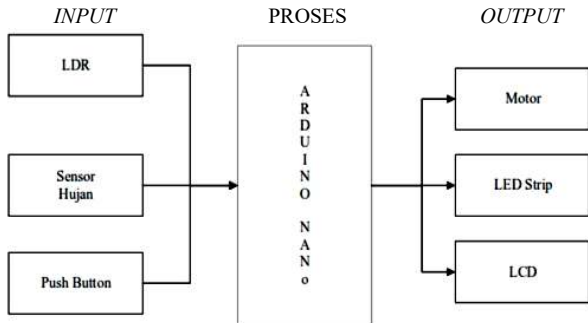 INPUT
PROSES
OUTPUT
LDR
Sensor
Hujan
Push Button
A
R
D
U
I
N
O
N
A
N
o
Motor
LED Strip
LCD